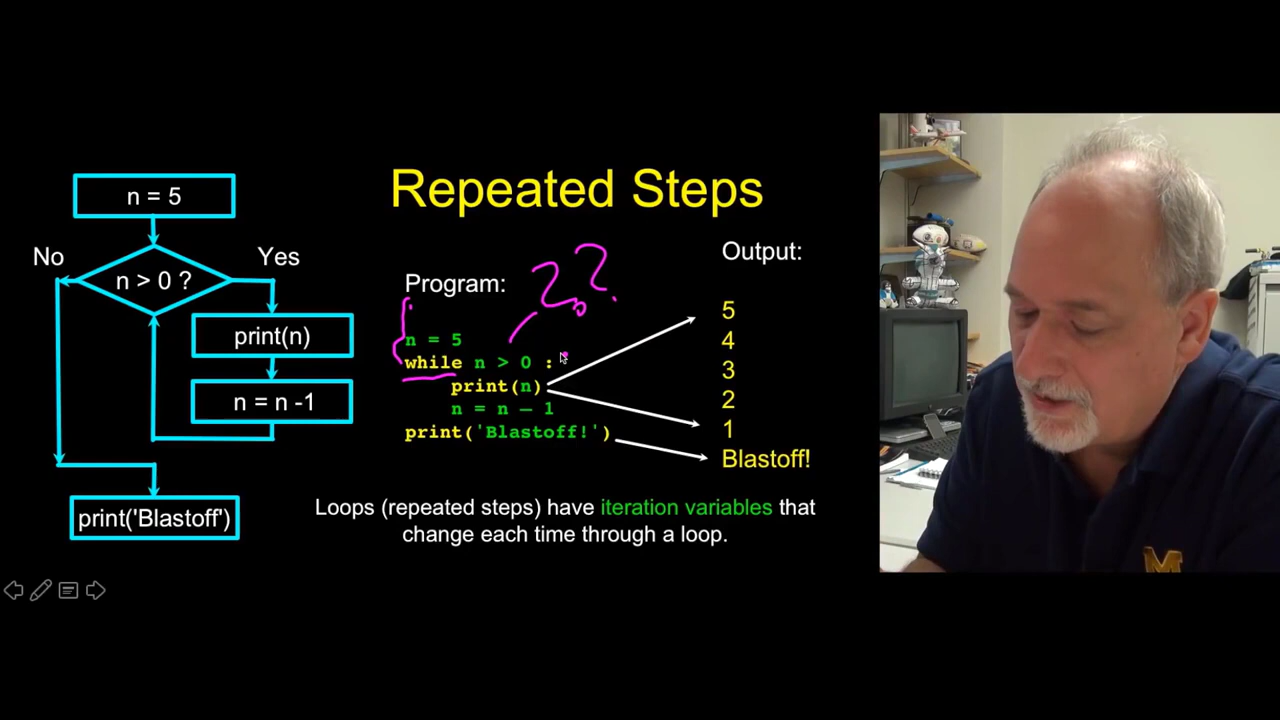 Repeated Steps
n = 5
No
Yes
n > 0 ?
print(n)
n = n -1
print('Blastoff')
Program:
??
n = 5
while n > 0 :
print(n)
n = n – 1
print('Blastoff!')
Output:
5
4
3
2
1
Blastoff!
Loops (repeated steps) have iteration variables that
change each time through a loop.
M